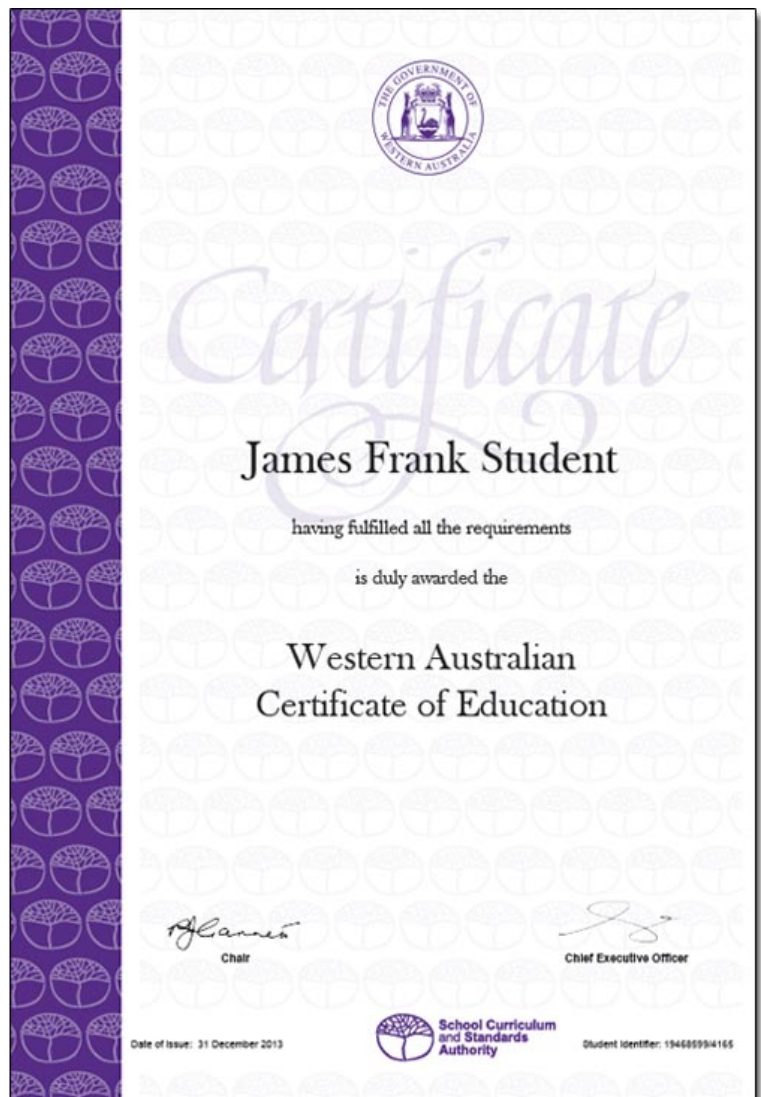 THE GOVERNMENT OF
WESTERN AUSTRALIA
Certificate
James Frank Student
having fulfilled all the requirements
is duly awarded the
Western Australian
Certificate of Education
Chair
Chief Executive Officer
Date of Issue: 31 December 2013
School Curriculum
and Standards
Authority
Student Identifier: 19468599/4165